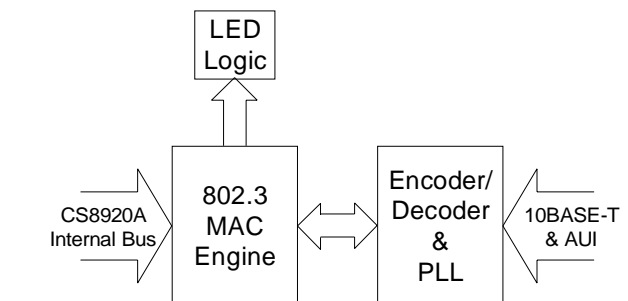 LED
Logic
CS8920A
Internal Bus
802.3
MAC
Engine
Encoder/
Decoder
&
PLL
10BASE-T
& AUI